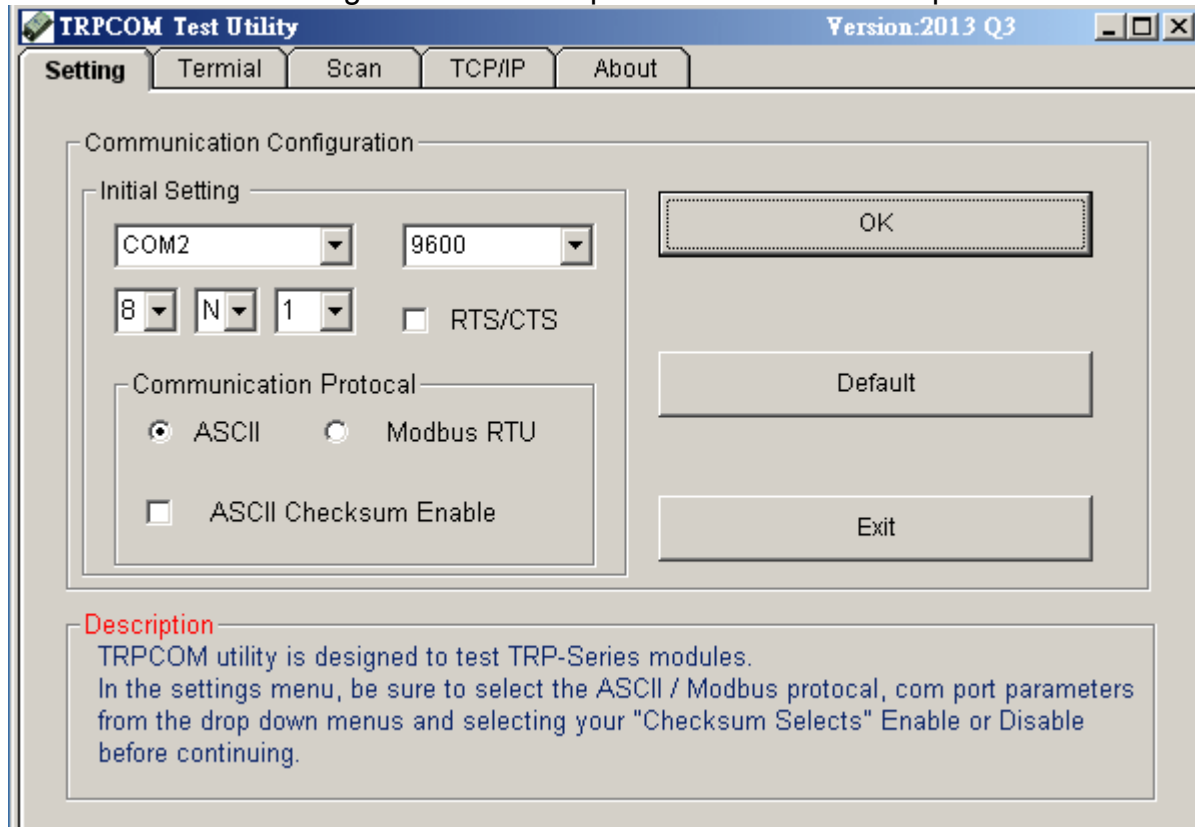 TRPCOM Test Utility Version:2013 Q3
Setting Termial Scan TCP/IP About
Communication Configuration
Initial Setting
COM2 9600
OK
8 N 1 RTS/CTS
Communication Protocal
Default
ASCII Modbus RTU
ASCII Checksum Enable
Exit
Description
TRPCOM utility is designed to test TRP-Series modules.
In the settings menu, be sure to select the ASCII / Modbus protocal, com port parameters
from the drop down menus and selecting your "Checksum Selects" Enable or Disable
before continuing.